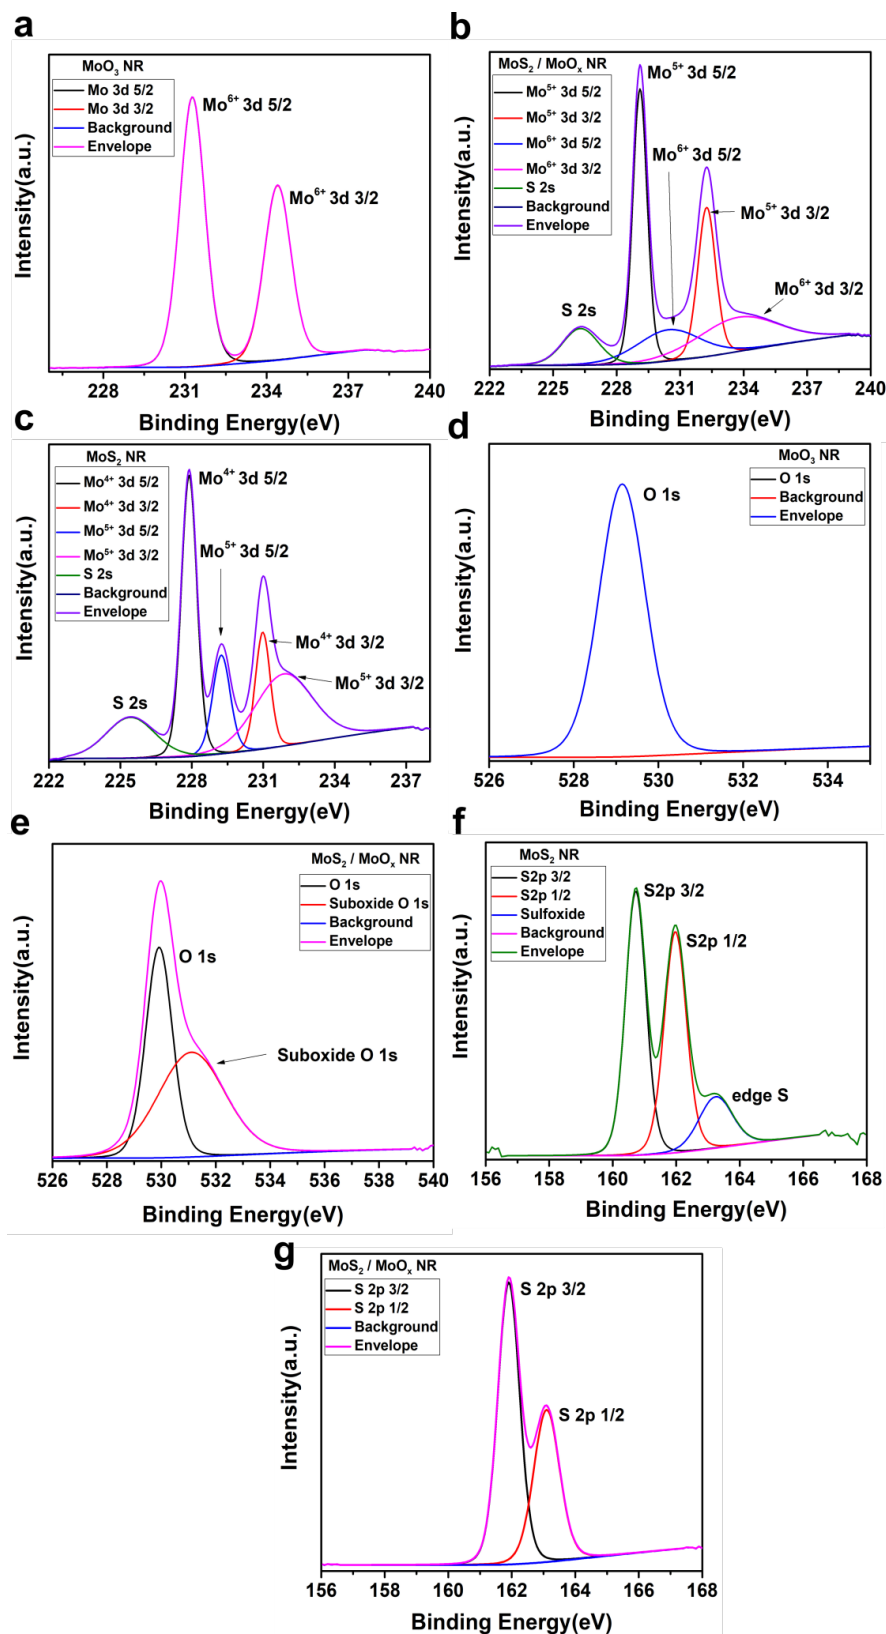 a
MoO₃ NR
Mo 3d 5/2
Mo 3d 3/2
Background
Envelope
Mo⁶⁺ 3d 5/2
Mo⁶⁺ 3d 3/2
Intensity(a.u.)
228 231 234 237 240
Binding Energy(eV)
b
MoS₂ / MoOₓ NR
Mo⁵⁺ 3d 5/2
Mo⁵⁺ 3d 3/2
Mo⁶⁺ 3d 5/2
Mo⁶⁺ 3d 3/2
S 2s
Background
Envelope
Mo⁵⁺ 3d 5/2
Mo⁶⁺ 3d 5/2
Mo⁵⁺ 3d 3/2
Mo⁶⁺ 3d 3/2
S 2s
Intensity(a.u.)
222 225 228 231 234 237 240
Binding Energy(eV)
c
MoS₂ NR
Mo⁴⁺ 3d 5/2
Mo⁴⁺ 3d 3/2
Mo⁵⁺ 3d 5/2
Mo⁵⁺ 3d 3/2
S 2s
Background
Envelope
Mo⁴⁺ 3d 5/2
Mo⁵⁺ 3d 5/2
Mo⁴⁺ 3d 3/2
Mo⁵⁺ 3d 3/2
S 2s
Intensity(a.u.)
222 225 228 231 234 237
Binding Energy(eV)
d
MoO₃ NR
O 1s
Background
Envelope
O 1s
Intensity(a.u.)
526 528 530 532 534
Binding Energy(eV)
e
MoS₂ / MoOₓ NR
O 1s
Suboxide O 1s
Background
Envelope
O 1s
Suboxide O 1s
Intensity(a.u.)
526 528 530 532 534 536 538 540
Binding Energy(eV)
f
MoS₂ NR
S2p 3/2
S2p 1/2
Sulfoxide
Background
Envelope
S2p 3/2
S2p 1/2
edge S
Intensity(a.u.)
156 158 160 162 164 166 168
Binding Energy(eV)
g
MoS₂ / MoOₓ NR
S 2p 3/2
S 2p 1/2
Background
Envelope
S 2p 3/2
S 2p 1/2
Intensity(a.u.)
156 158 160 162 164 166 168
Binding Energy(eV)